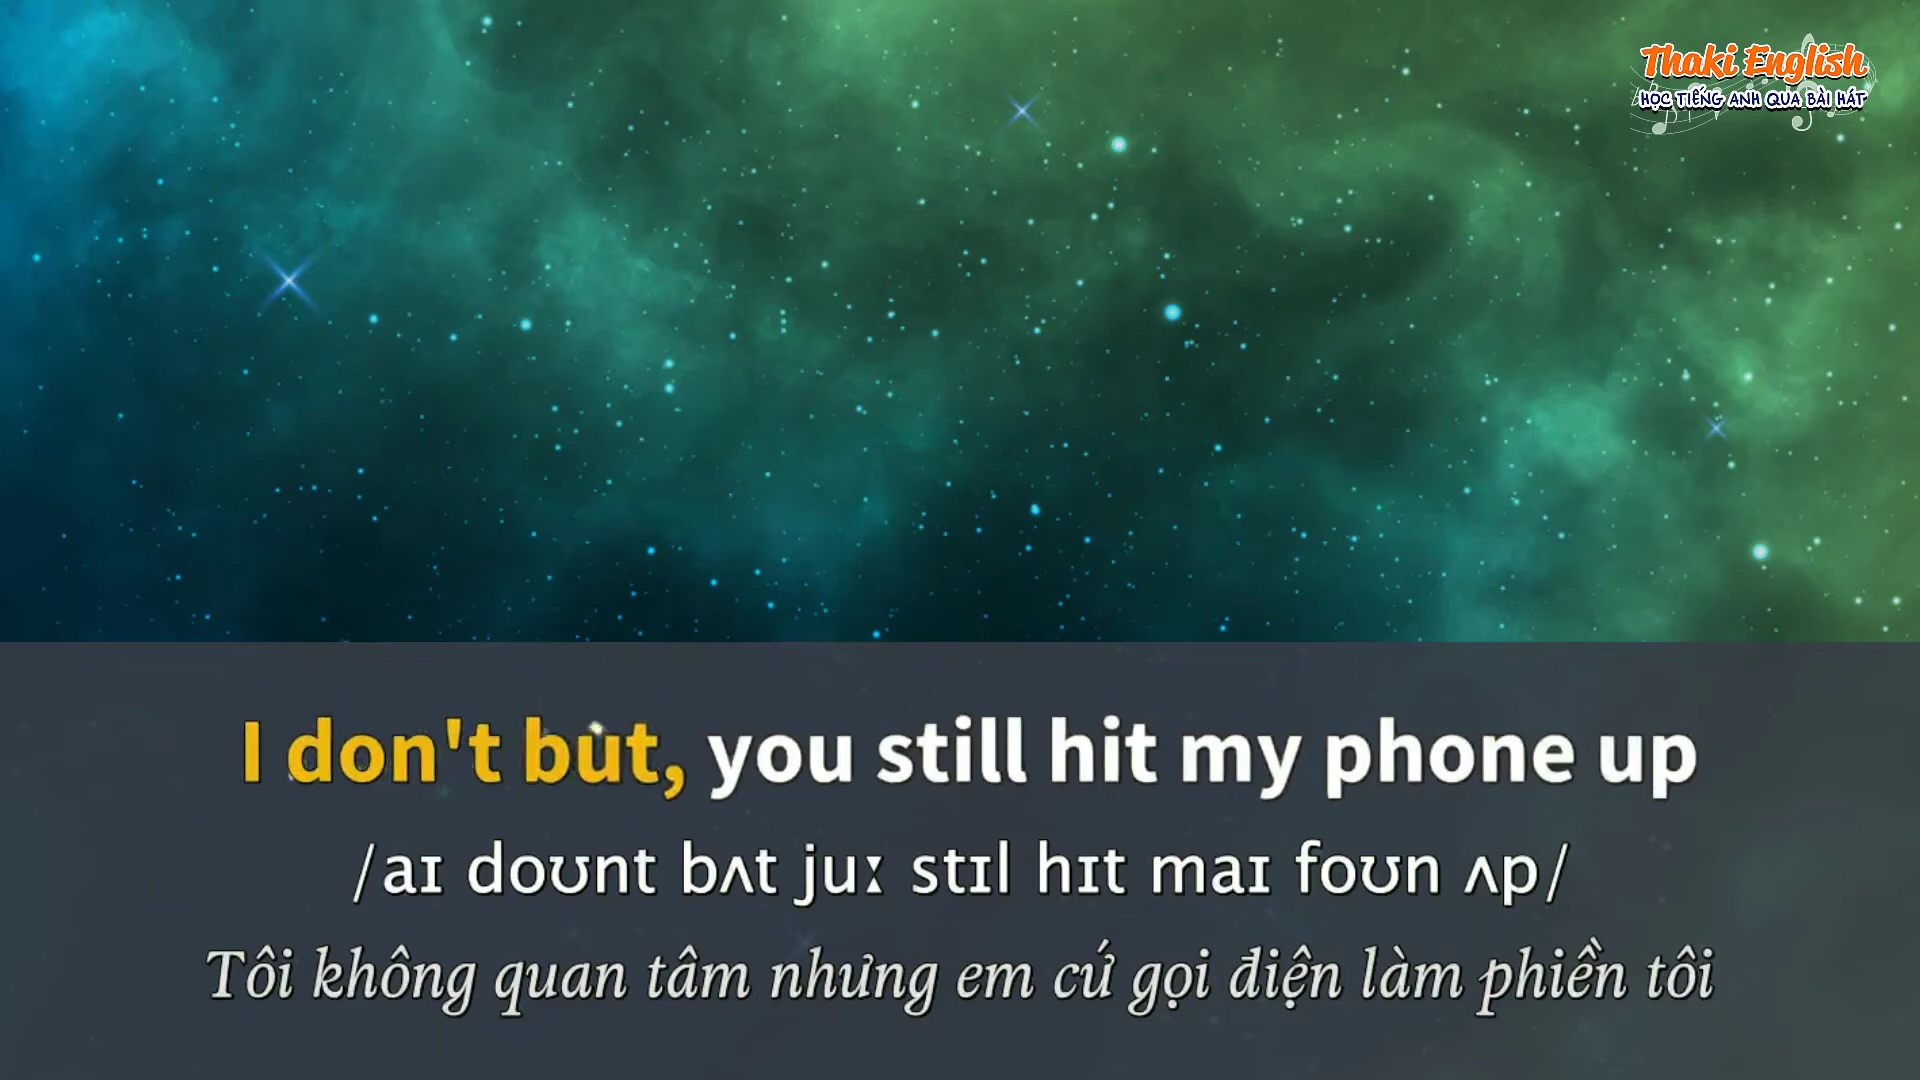 Thaki English
HỌC TIẾNG ANH QUA BÀI HÁT
I don't but, you still hit my phone up
/aɪ doʊnt bʌt juː stɪl hɪt maɪ foʊn ʌp/
Tôi không quan tâm nhưng em cứ gọi điện làm phiền tôi